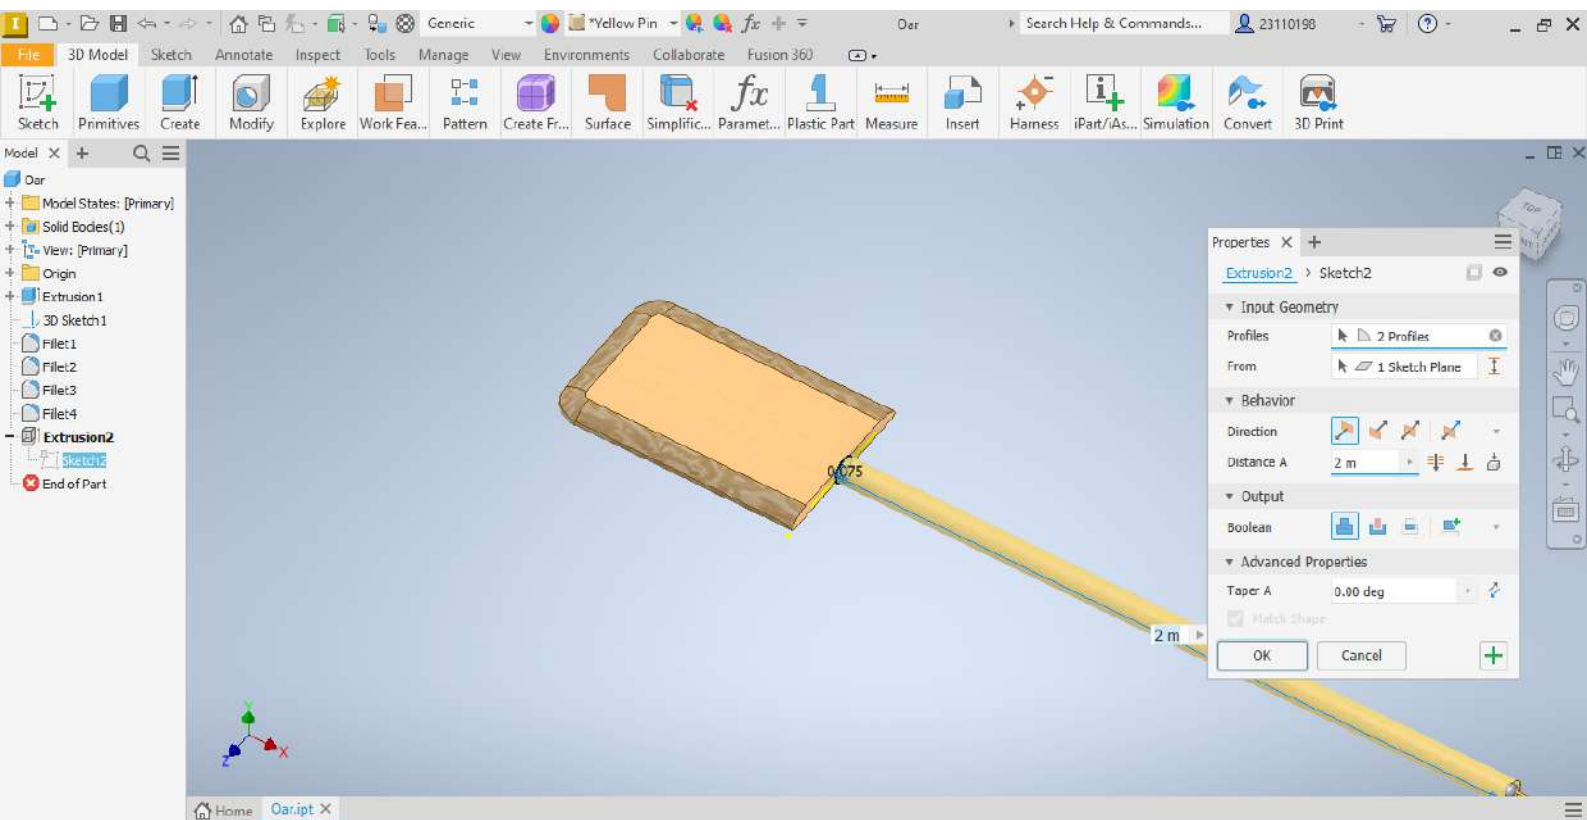 I Generic *Yellow Pin fx Oar Search Help & Commands... 23110198
File 3D Model Sketch Annotate Inspect Tools Manage View Environments Collaborate Fusion 360
Sketch Primitives Create Modify Explore Work Fea... Pattern Create Fr... Surface Simplific... Paramet... Plastic Part Measure Insert Harness iPart/iAs... Simulation Convert 3D Print
Model
Oar
Model States: [Primary]
Solid Bodies(1)
View: [Primary]
Origin
Extrusion1
3D Sketch1
Fillet1
Fillet2
Fillet3
Fillet4
Extrusion2
Sketch2
End of Part
TOP
0.075
2 m
Y
X
Z
Properties
Extrusion2 > Sketch2
Input Geometry
Profiles 2 Profiles
From 1 Sketch Plane
Behavior
Direction
Distance A 2 m
Output
Boolean
Advanced Properties
Taper A 0.00 deg
Match Shape
OK Cancel
Home Oar.ipt